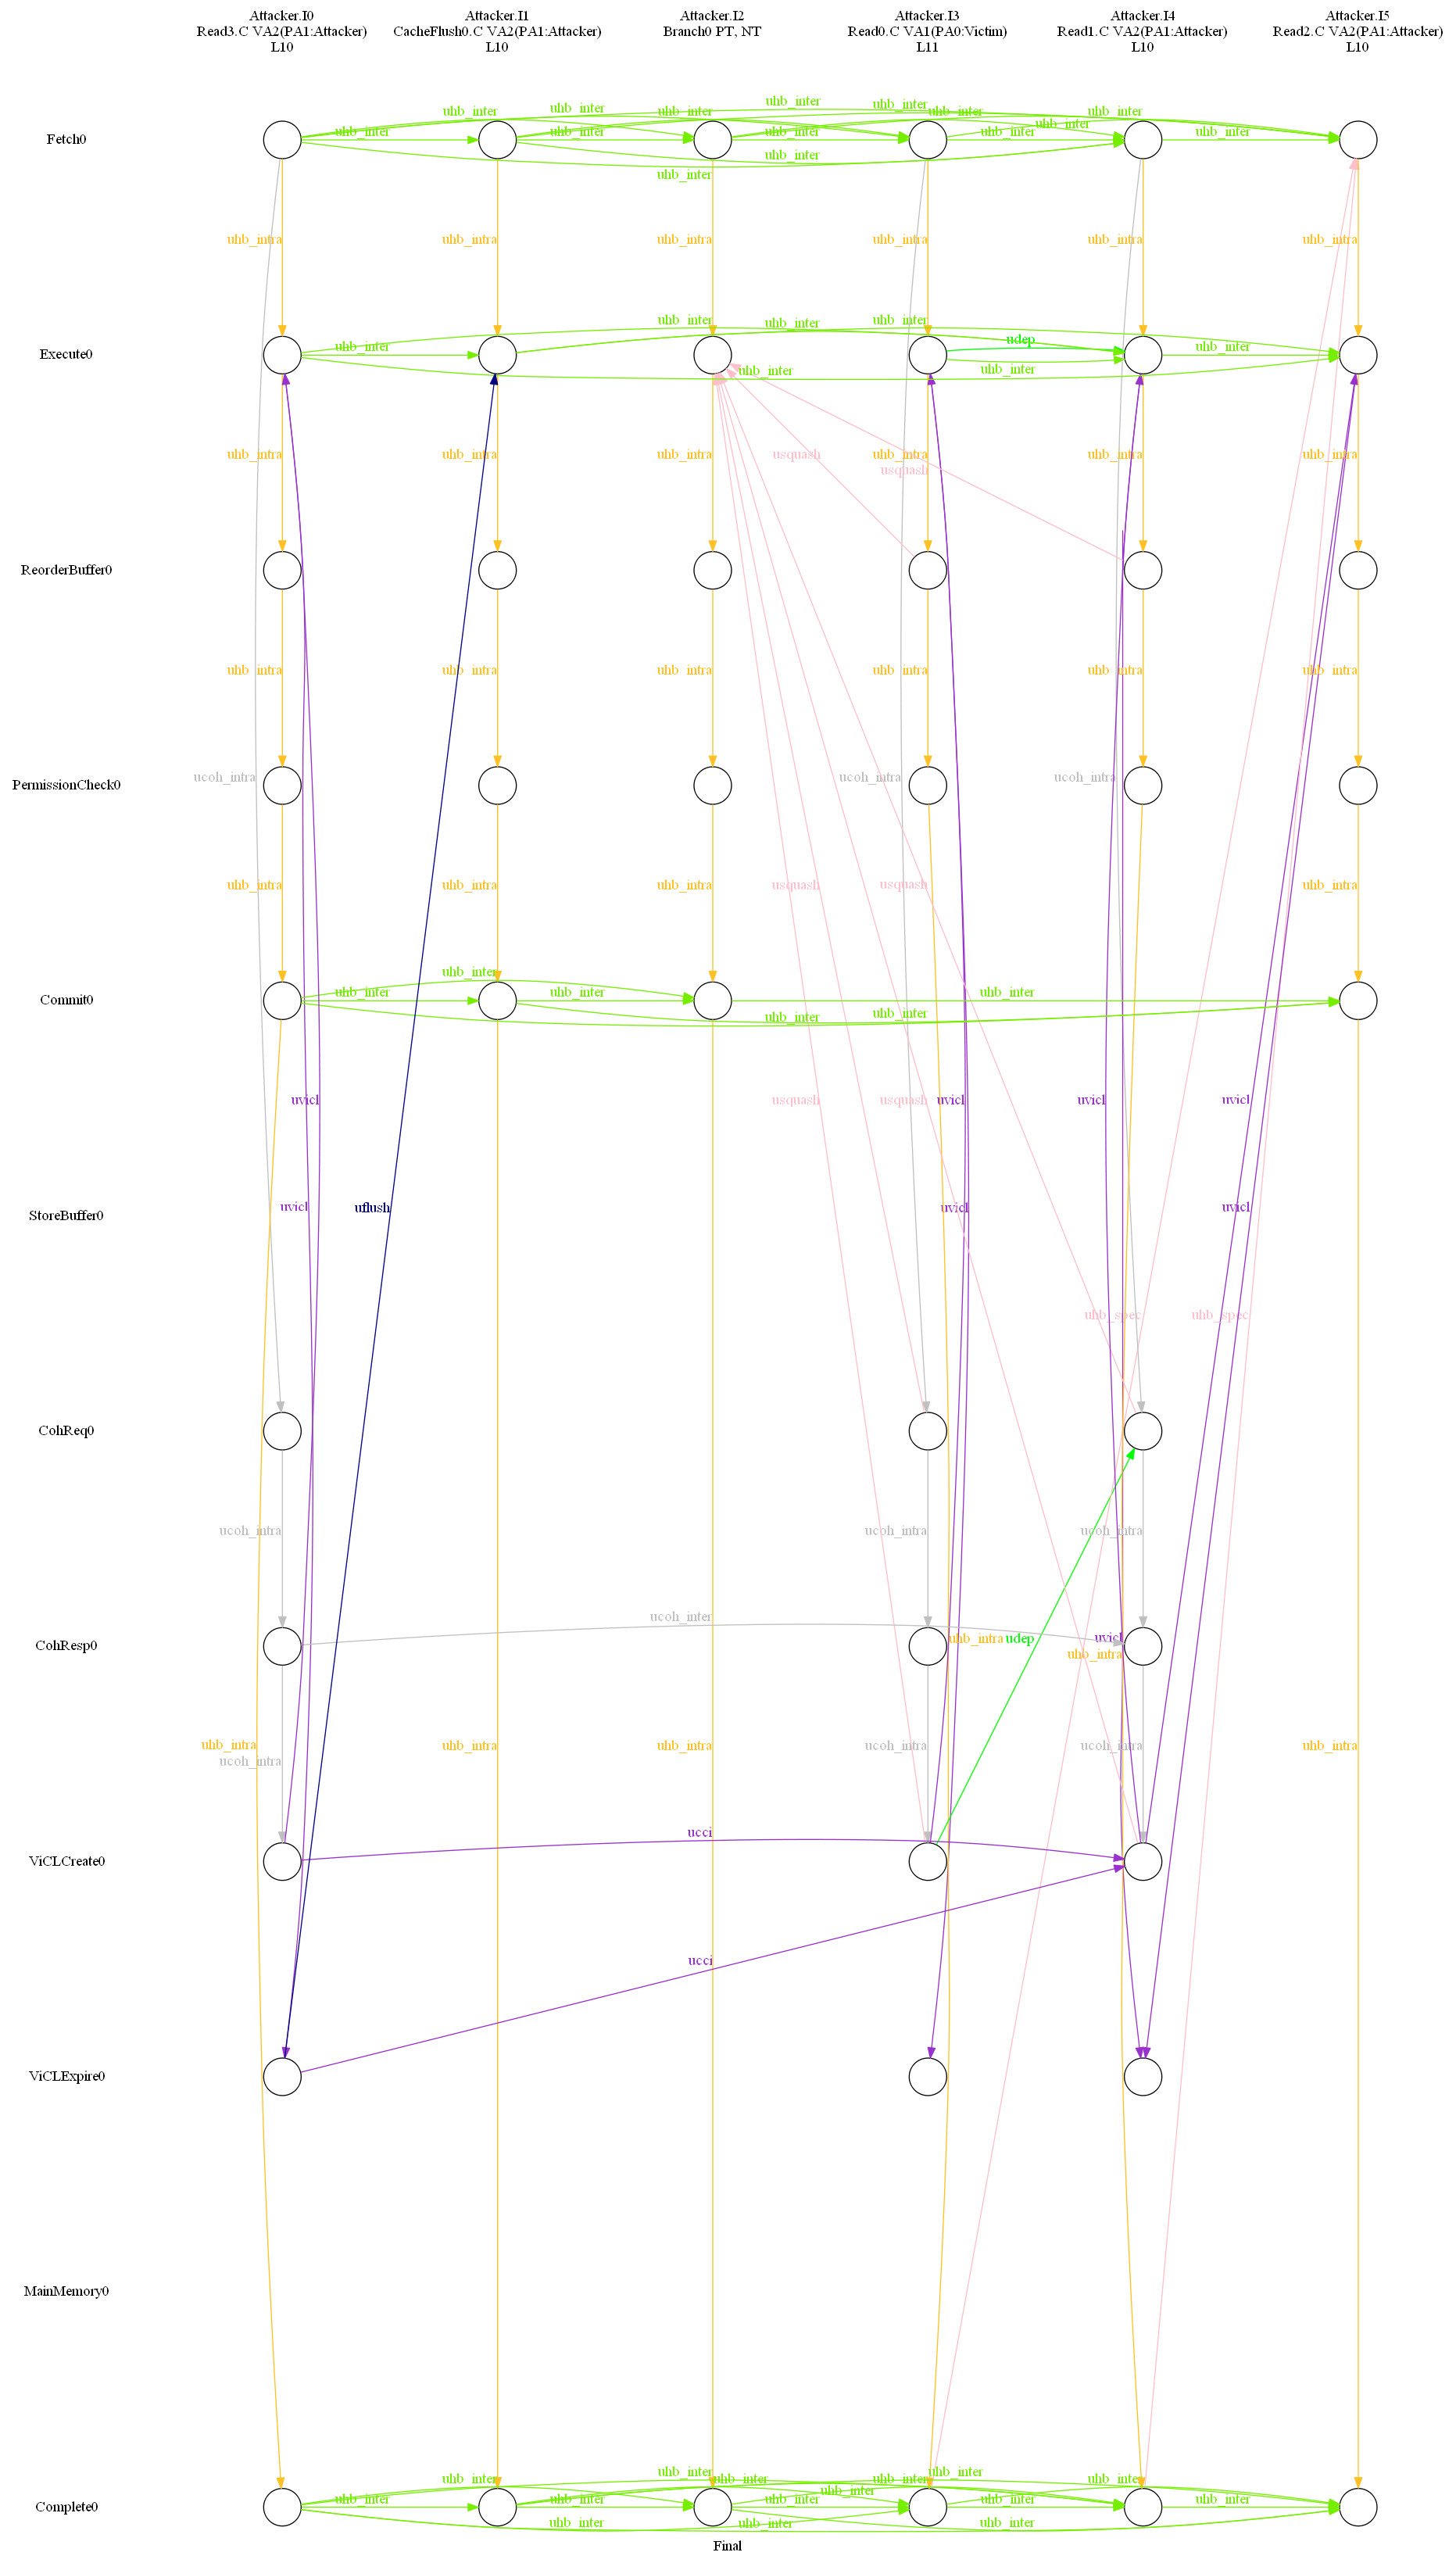 Attacker.I0
Read3.C VA2(PA1:Attacker)
L10
Attacker.I1
CacheFlush0.C VA2(PA1:Attacker)
L10
Attacker.I2
Branch0 PT, NT
Attacker.I3
Read0.C VA1(PA0:Victim)
L11
Attacker.I4
Read1.C VA2(PA1:Attacker)
L10
Attacker.I5
Read2.C VA2(PA1:Attacker)
L10
uhb_inter
uhb_inter
uhb_inter
uhb_inter
uhb_inter
uhb_inter
uhb_inter
uhb_inter
Fetch0
uhb_inter
uhb_inter
uhb_inter
uhb_inter
uhb_inter
uhb_inter
uhb_inter
uhb_intra
uhb_intra
uhb_intra
uhb_intra
uhb_intra
uhb_intra
uhb_inter
uhb_inter
uhb_inter
Execute0
uhb_inter
udep
uhb_inter
uhb_inter
uhb_inter
uhb_intra
uhb_intra
uhb_intra
usquash
uhb_intra
uhb_intra
uhb_intra
usquash
ReorderBuffer0
uhb_intra
uhb_intra
uhb_intra
uhb_intra
uhb_intra
uhb_intra
PermissionCheck0
ucoh_intra
ucoh_intra
ucoh_intra
uhb_intra
uhb_intra
uhb_intra
usquash
usquash
uhb_intra
uhb_inter
Commit0
uhb_inter
uhb_inter
uhb_inter
uhb_inter
uhb_inter
uvicl
usquash
usquash
uvicl
uvicl
uvicl
StoreBuffer0
uvicl
uflush
uvicl
uvicl
uhb_spec
uhb_spec
CohReq0
ucoh_intra
ucoh_intra
ucoh_intra
ucoh_inter
CohResp0
uhb_intra
udep
uvicl
uhb_intra
uhb_intra
ucoh_intra
uhb_intra
uhb_intra
ucoh_intra
ucoh_intra
uhb_intra
ucci
ViCLCreate0
ucci
ViCLExpire0
MainMemory0
uhb_inter
uhb_inter
uhb_inter
uhb_inter
uhb_inter
uhb_inter
uhb_inter
Complete0
uhb_inter
uhb_inter
uhb_inter
uhb_inter
uhb_inter
uhb_inter
uhb_inter
uhb_inter
Final